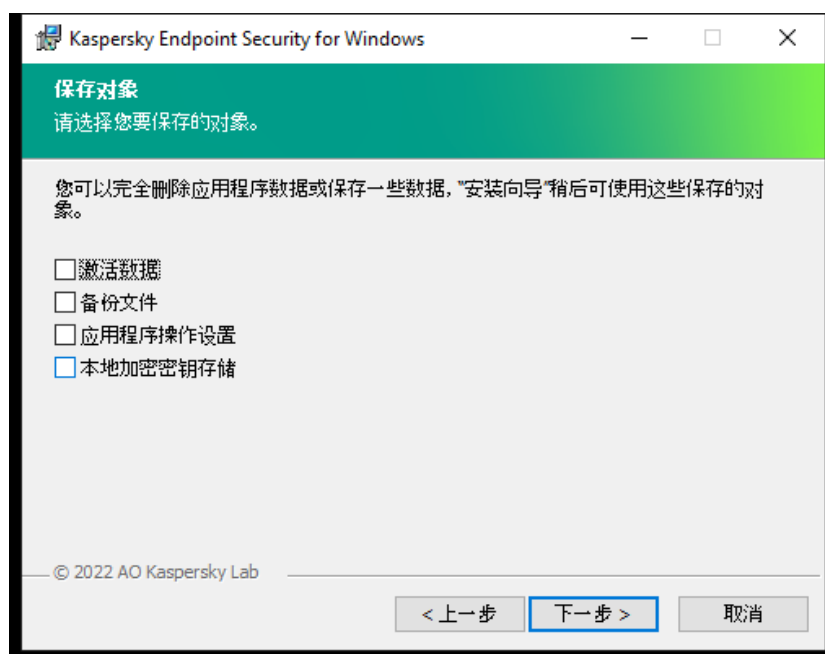 Kaspersky Endpoint Security for Windows
保存对象
请选择您要保存的对象。
您可以完全删除应用程序数据或保存一些数据，"安装向导"稍后可使用这些保存的对
象。
激活数据
备份文件
应用程序操作设置
本地加密密钥存储
© 2022 AO Kaspersky Lab
< 上一步
下一步 >
取消